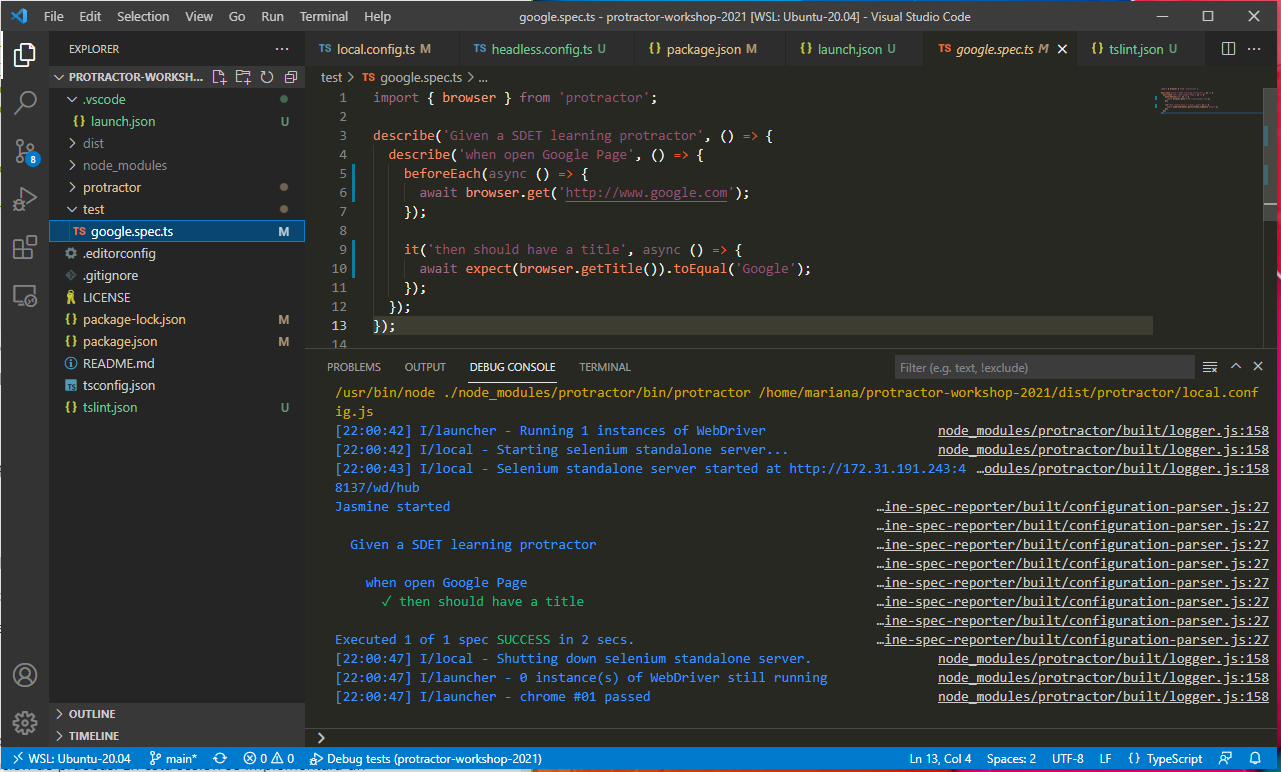 File Edit Selection View Go Run Terminal Help google.spec.ts - protractor-workshop-2021 [WSL: Ubuntu-20.04] - Visual Studio Code
EXPLORER
PROTRACTOR-WORKSH...
.vscode
{} launch.json U
dist
node_modules
protractor
test
TS google.spec.ts M
.editorconfig
.gitignore
LICENSE
{} package-lock.json M
{} package.json M
README.md
TS tsconfig.json
{} tslint.json U
OUTLINE
TIMELINE
8
TS local.config.ts M TS headless.config.ts U {} package.json M {} launch.json U TS google.spec.ts M {} tslint.json U
test > TS google.spec.ts > ...
1 import { browser } from 'protractor';
2
3 describe('Given a SDET learning protractor', () => {
4 describe('when open Google Page', () => {
5 beforeEach(async () => {
6 await browser.get('http://www.google.com');
7 });
8
9 it('then should have a title', async () => {
10 await expect(browser.getTitle()).toEqual('Google');
11 });
12 });
13 });
14
PROBLEMS OUTPUT DEBUG CONSOLE TERMINAL Filter (e.g. text, !exclude)
/usr/bin/node ./node_modules/protractor/bin/protractor /home/mariana/protractor-workshop-2021/dist/protractor/local.conf
ig.js
[22:00:42] I/launcher - Running 1 instances of WebDriver node_modules/protractor/built/logger.js:158
[22:00:42] I/local - Starting selenium standalone server... node_modules/protractor/built/logger.js:158
[22:00:43] I/local - Selenium standalone server started at http://172.31.191.243:4 …odules/protractor/built/logger.js:158
8137/wd/hub
Jasmine started …ine-spec-reporter/built/configuration-parser.js:27
…ine-spec-reporter/built/configuration-parser.js:27
Given a SDET learning protractor …ine-spec-reporter/built/configuration-parser.js:27
…ine-spec-reporter/built/configuration-parser.js:27
when open Google Page …ine-spec-reporter/built/configuration-parser.js:27
✓ then should have a title …ine-spec-reporter/built/configuration-parser.js:27
…ine-spec-reporter/built/configuration-parser.js:27
Executed 1 of 1 spec SUCCESS in 2 secs. …ine-spec-reporter/built/configuration-parser.js:27
[22:00:47] I/local - Shutting down selenium standalone server. node_modules/protractor/built/logger.js:158
[22:00:47] I/launcher - 0 instance(s) of WebDriver still running node_modules/protractor/built/logger.js:158
[22:00:47] I/launcher - chrome #01 passed node_modules/protractor/built/logger.js:158
WSL: Ubuntu-20.04 main* 0 0 Debug tests (protractor-workshop-2021) Ln 13, Col 4 Spaces: 2 UTF-8 LF {} TypeScript